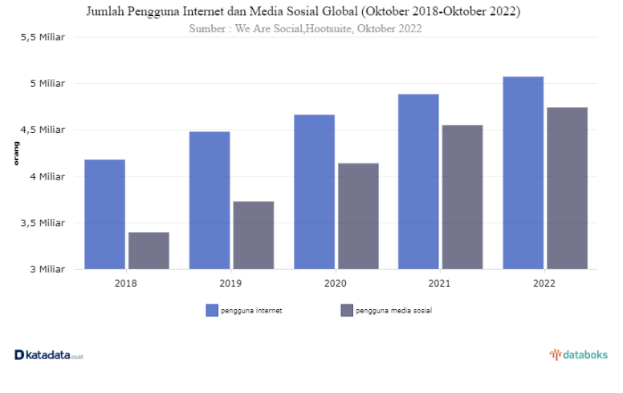 Jumlah Pengguna Internet dan Media Sosial Global (Oktober 2018-Oktober 2022)
Sumber : We Are Social,Hootsuite, Oktober 2022
5,5 Miliar
5 Miliar
4,5 Miliar
4 Miliar
3,5 Miliar
3 Miliar
orang
2018 2019 2020 2021 2022
pengguna internet pengguna media sosial
katadata.co.id databoks